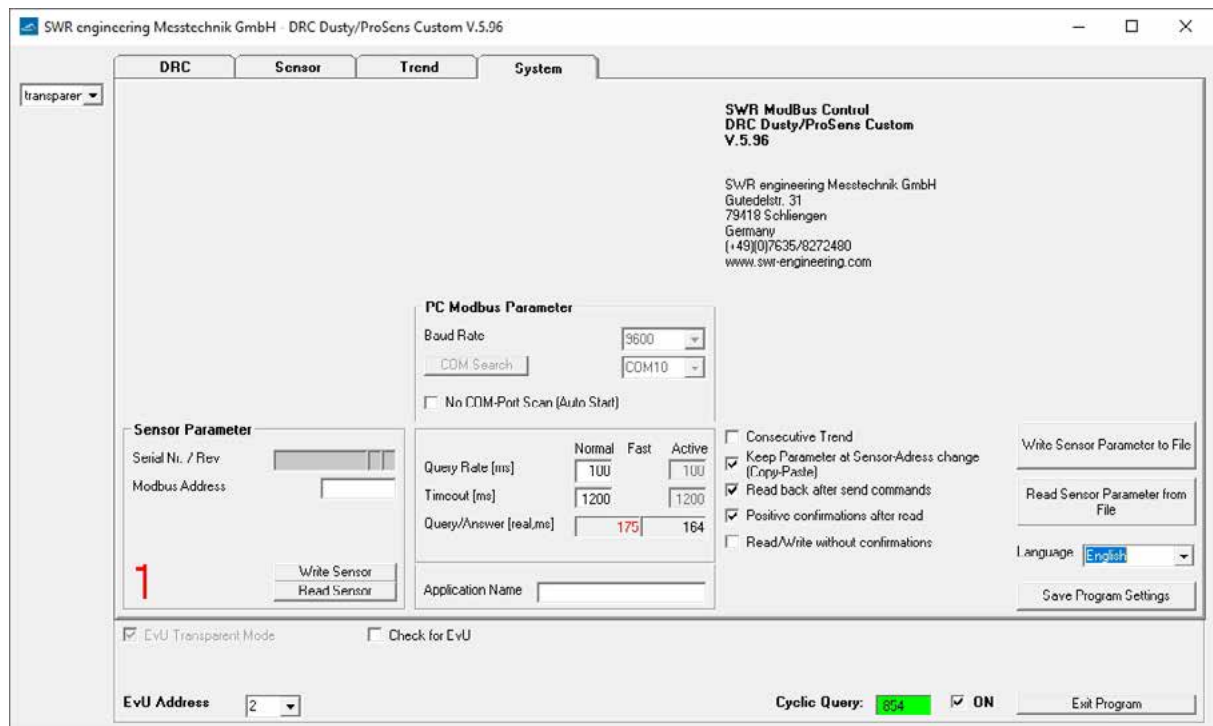 SWR engineering Messtechnik GmbH - DRC Dusty/ProSens Custom V.5.96
DRC Sensor Trend System
transparer
SWR ModBus Control
DRC Dusty/ProSens Custom
V.5.96
SWR engineering Messtechnik GmbH
Gutedelstr. 31
79418 Schliengen
Germany
(+49)(0)7635/8272480
www.swr-engineering.com
PC Modbus Parameter
Baud Rate 9600
COM Search COM10
No COM-Port Scan (Auto Start)
Sensor Parameter
Serial Nr. / Rev
Modbus Address
1
Write Sensor
Read Sensor
Normal Fast Active
Query Rate [ms] 100 100
Timeout [ms] 1200 1200
Query/Answer [real,ms] 175 164
Application Name
Consecutive Trend
Keep Parameter at Sensor-Adress change
(Copy-Paste)
Read back after send commands
Positive confirmations after read
Read/Write without confirmations
Write Sensor Parameter to File
Read Sensor Parameter from
File
Language English
Save Program Settings
EvU Transparent Mode Check for EvU
EvU Address 2 Cyclic Query: 854 ON Exit Program